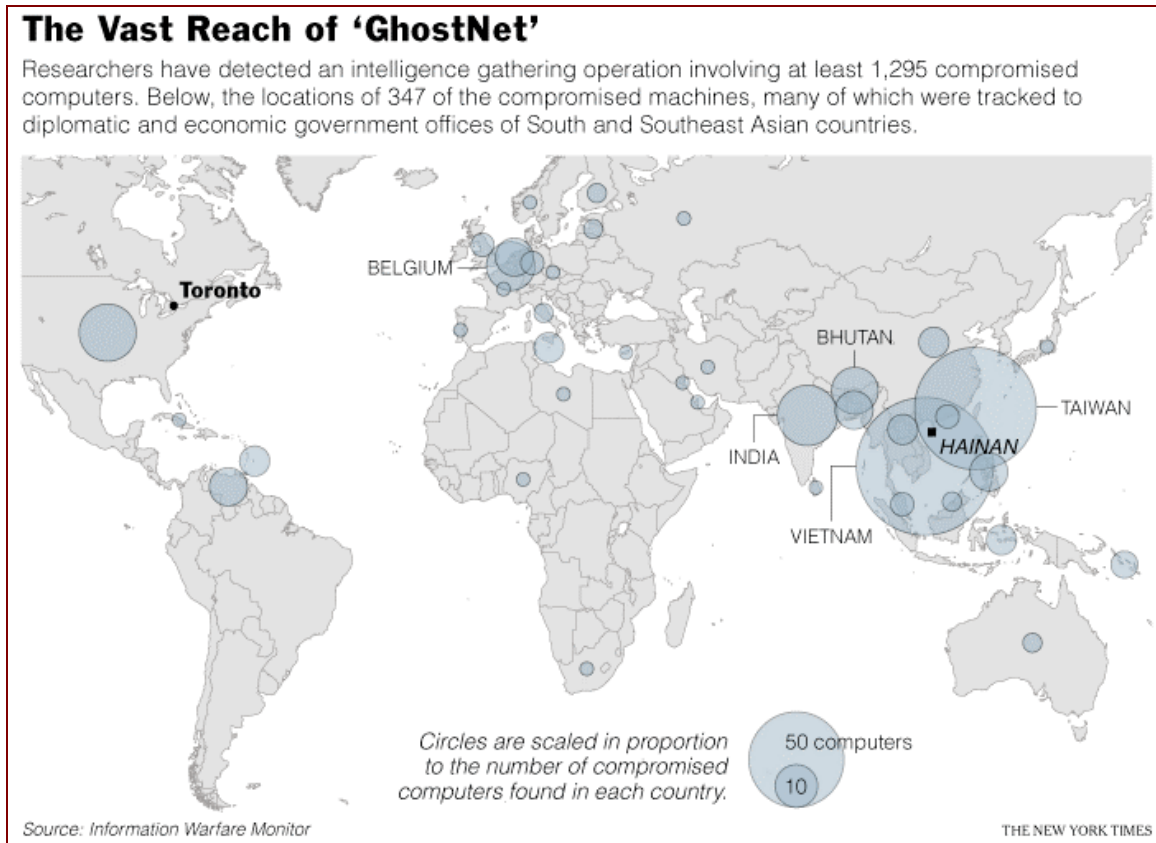 The Vast Reach of ‘GhostNet’
Researchers have detected an intelligence gathering operation involving at least 1,295 compromised
computers. Below, the locations of 347 of the compromised machines, many of which were tracked to
diplomatic and economic government offices of South and Southeast Asian countries.
BELGIUM
Toronto
BHUTAN
TAIWAN
HAINAN
INDIA
VIETNAM
Circles are scaled in proportion
to the number of compromised
computers found in each country.
50 computers
10
Source: Information Warfare Monitor
THE NEW YORK TIMES